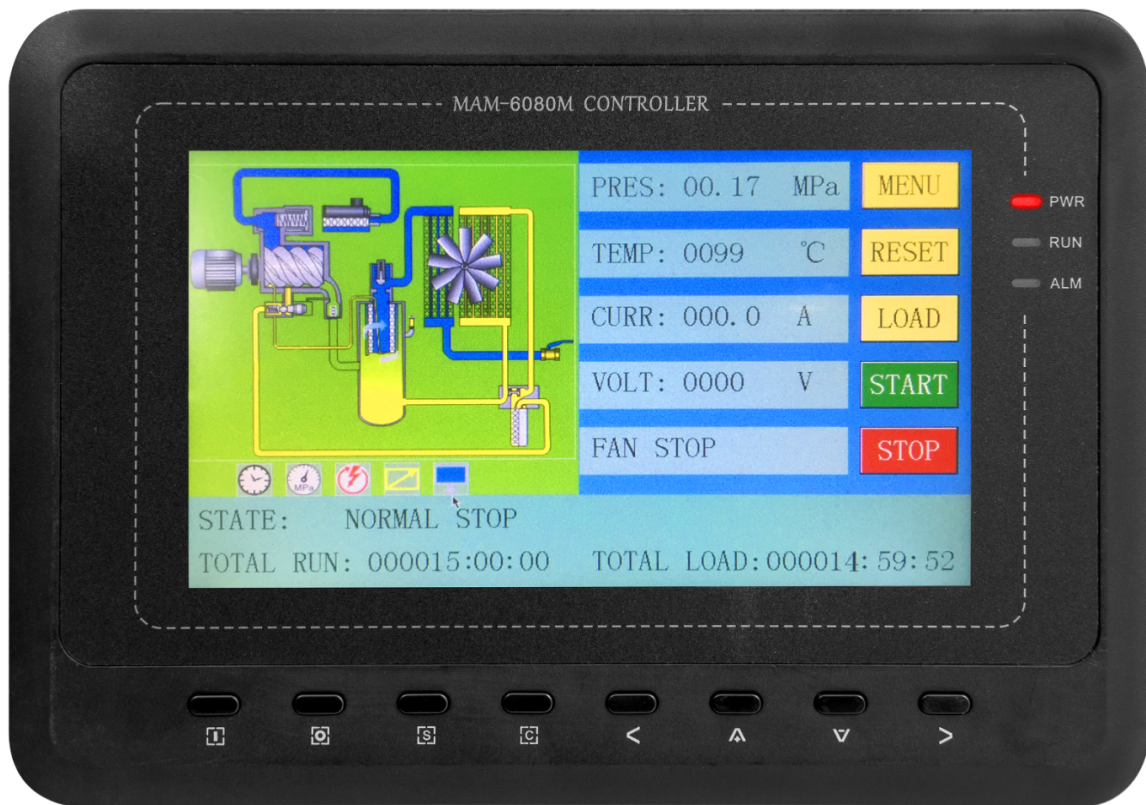 MAM-6080M CONTROLLER
PRES: 00.17 MPa MENU
TEMP: 0099 ℃ RESET
CURR: 000.0 A LOAD
VOLT: 0000 V START
FAN STOP STOP
PWR
RUN
ALM
MPa
STATE: NORMAL STOP
TOTAL RUN: 000015:00:00 TOTAL LOAD:000014:59:52
I O S C < >